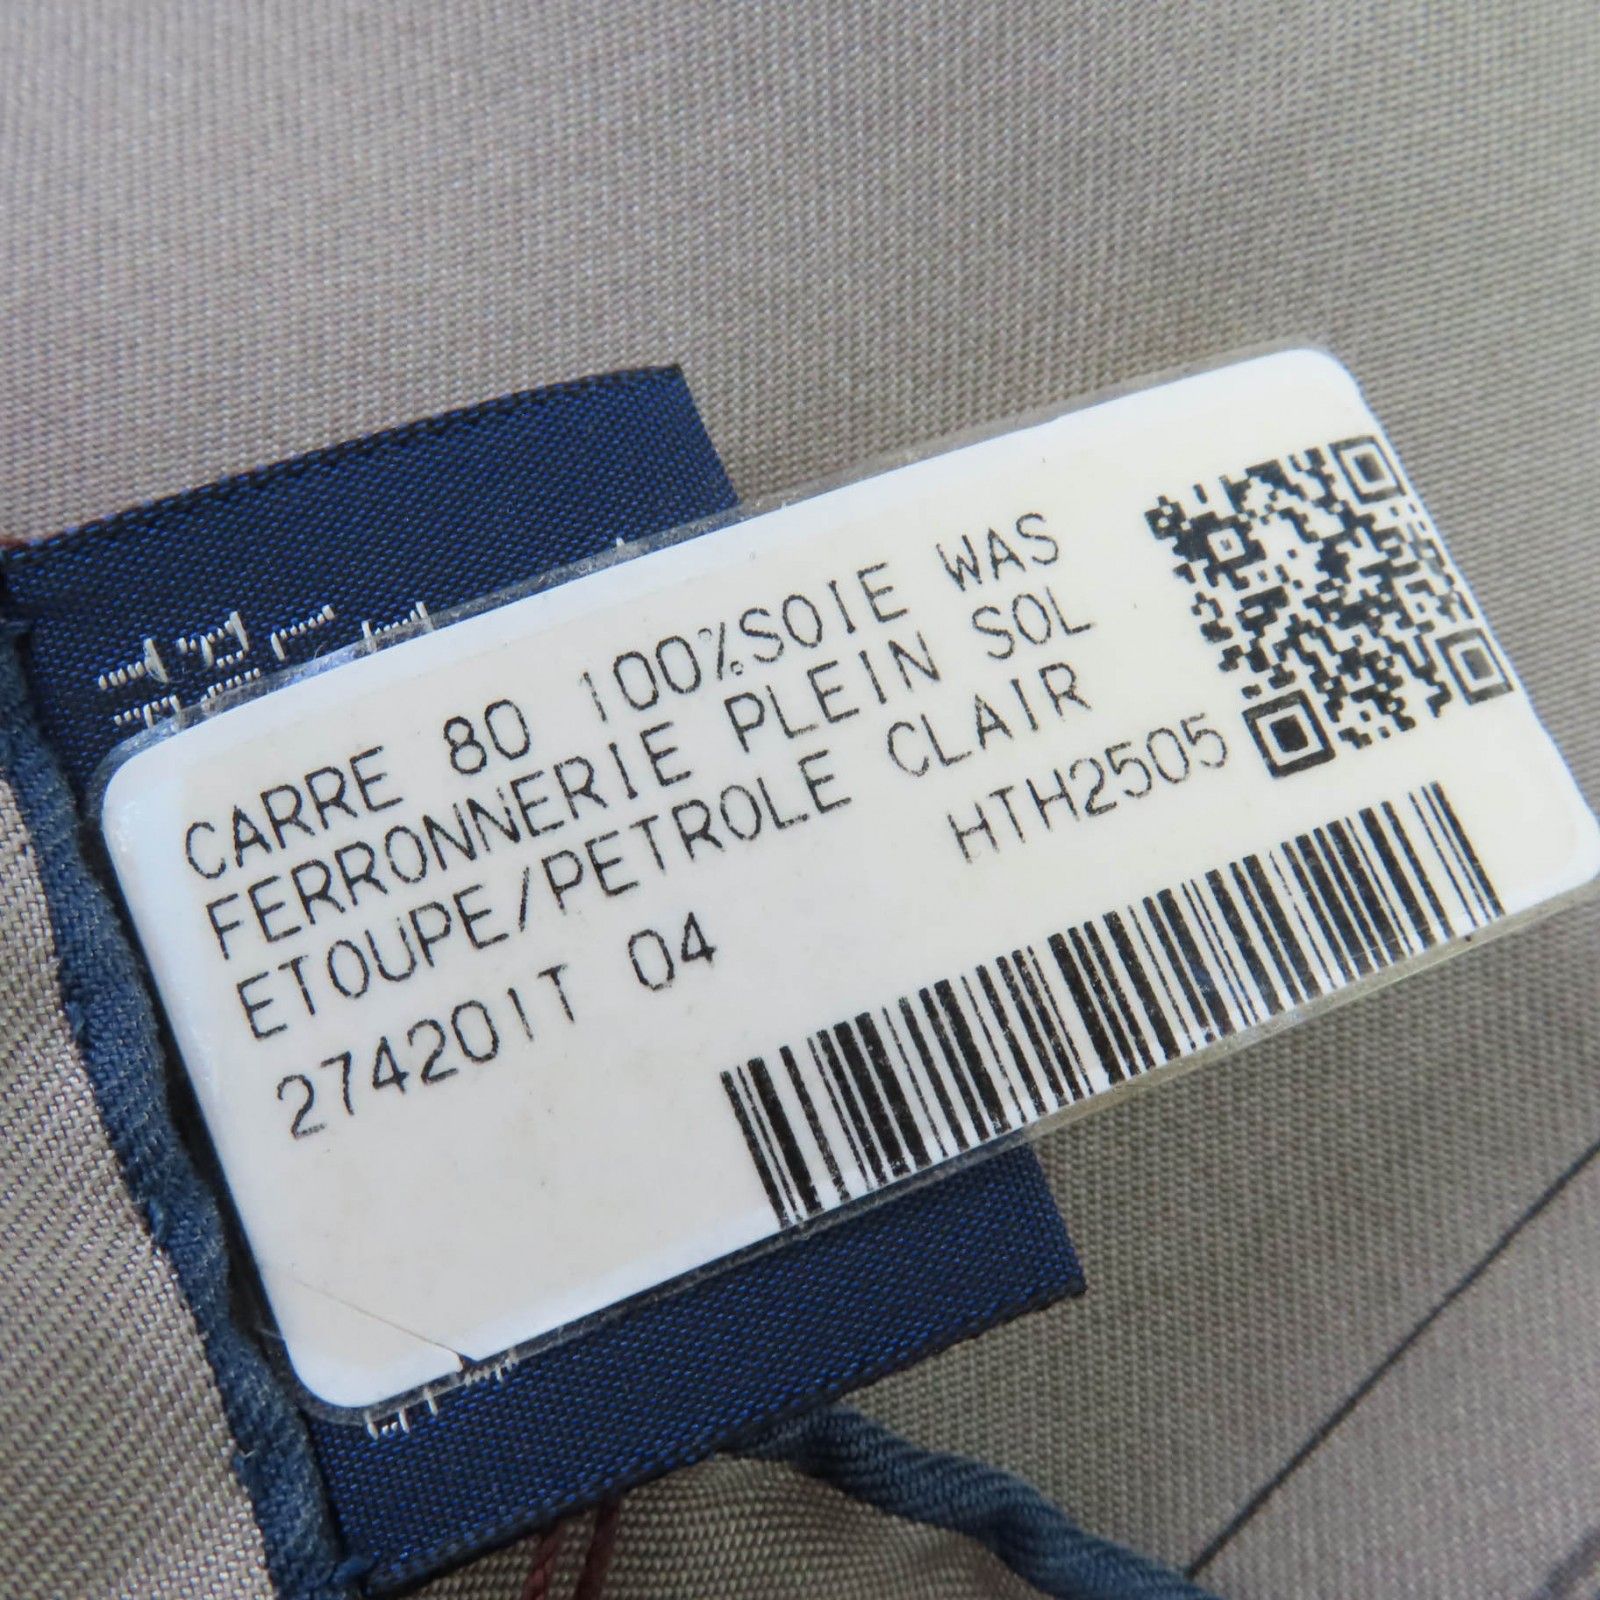 CARRE 80 100%SOIE WAS
FERRONNERIE PLEIN SOL
ETOUPE/PETROLE CLAIR
274201T 04 HTH2505